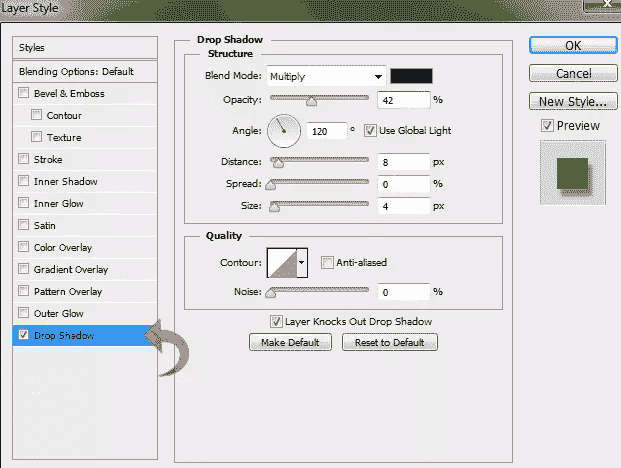 Layer Style
Styles
Blending Options: Default
Bevel & Emboss
Contour
Texture
Stroke
Inner Shadow
Inner Glow
Satin
Color Overlay
Gradient Overlay
Pattern Overlay
Outer Glow
Drop Shadow
Drop Shadow
Structure
Blend Mode: Multiply
Opacity: 42 %
Angle: 120 ° Use Global Light
Distance: 8 px
Spread: 0 %
Size: 4 px
Quality
Contour: Anti-aliased
Noise: 0 %
Layer Knocks Out Drop Shadow
Make Default Reset to Default
OK
Cancel
New Style...
Preview